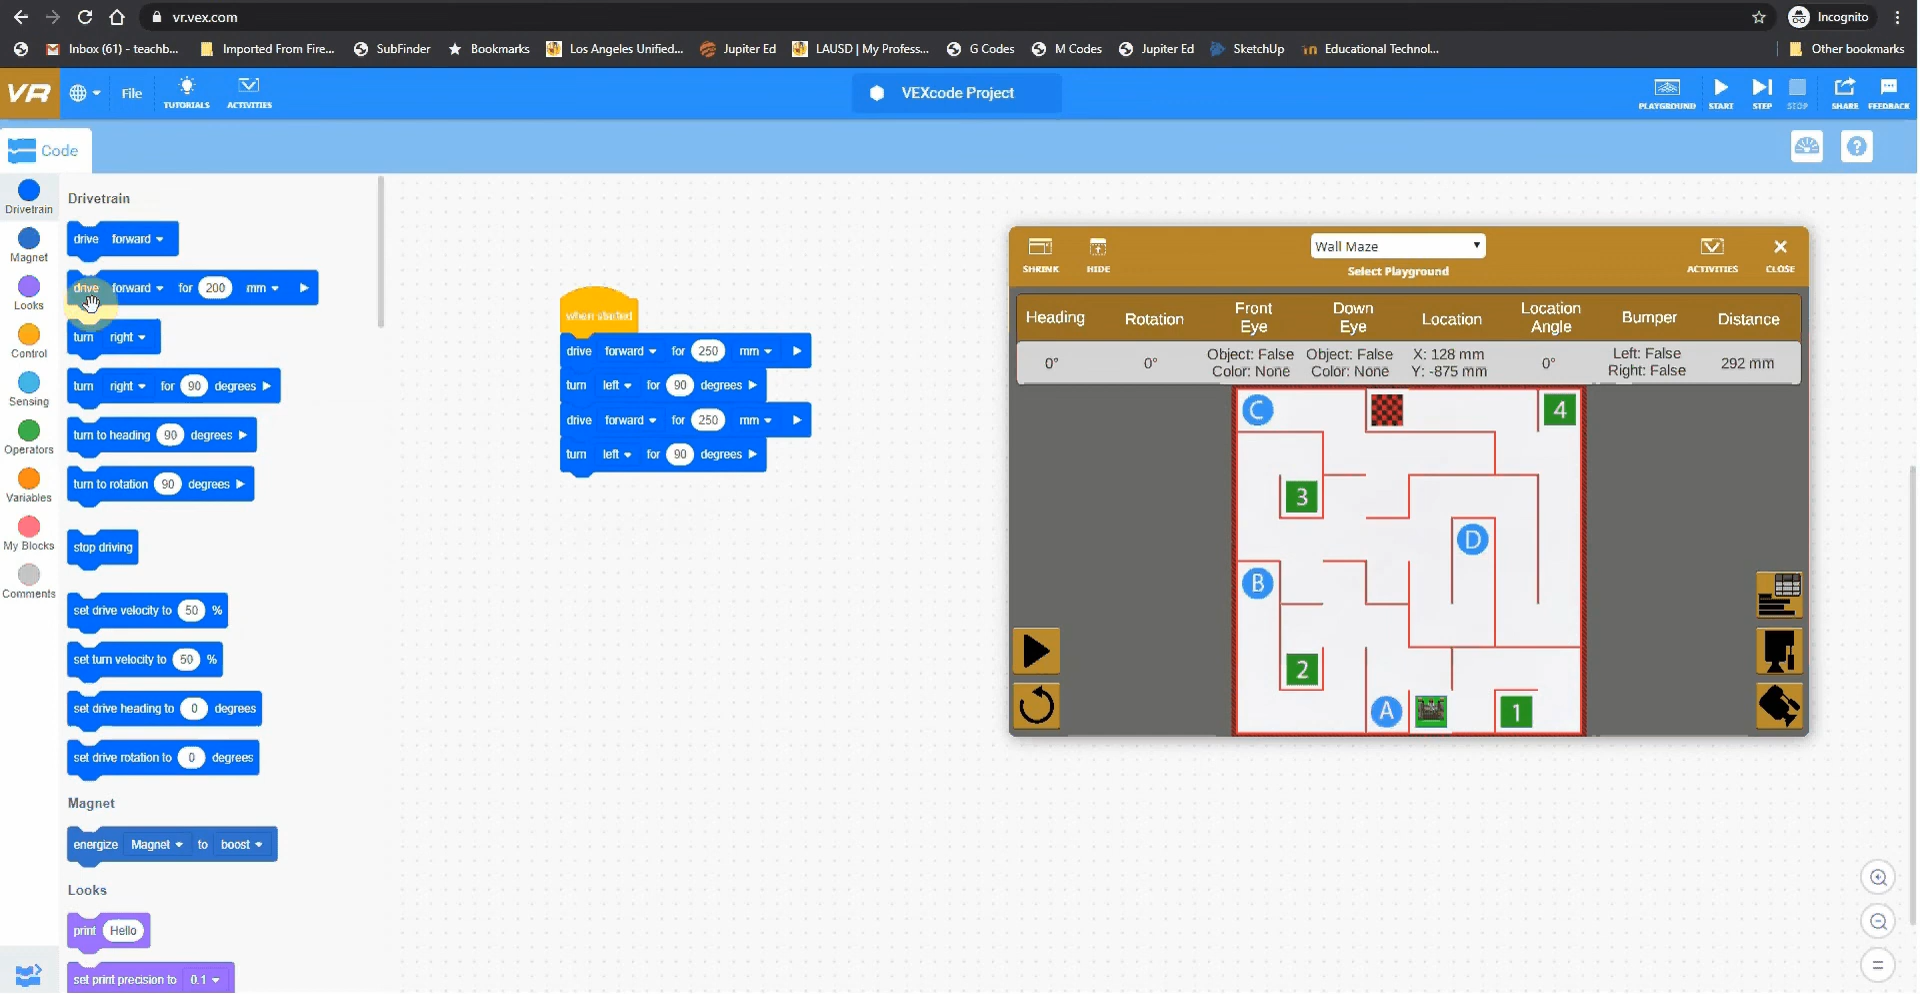 vr.vex.com
Incognito
Inbox (61) - teachb...
Imported From Fire...
SubFinder
Bookmarks
Los Angeles Unified...
Jupiter Ed
LAUSD | My Profess...
G Codes
M Codes
Jupiter Ed
SketchUp
Educational Technol...
Other bookmarks
VR
File
TUTORIALS
ACTIVITIES
VEXcode Project
PLAYGROUND
START
STEP
STOP
SHARE
FEEDBACK
Code
Drivetrain
Magnet
Looks
Control
Sensing
Operators
Variables
My Blocks
Comments
Drivetrain
drive forward
drive forward for 200 mm
turn right
turn right for 90 degrees
turn to heading 90 degrees
turn to rotation 90 degrees
stop driving
set drive velocity to 50 %
set turn velocity to 50 %
set drive heading to 0 degrees
set drive rotation to 0 degrees
Magnet
energize Magnet to boost
Looks
print Hello
set print precision to 0.1
when started
drive forward for 250 mm
turn left for 90 degrees
drive forward for 250 mm
turn left for 90 degrees
SHRINK
HIDE
Wall Maze
Select Playground
ACTIVITIES
CLOSE
Heading
Rotation
Front
Eye
Down
Eye
Location
Location
Angle
Bumper
Distance
0°
0°
Object: False
Color: None
Object: False
Color: None
X: 128 mm
Y: -875 mm
0°
Left: False
Right: False
292 mm
C
4
3
D
B
2
A
1